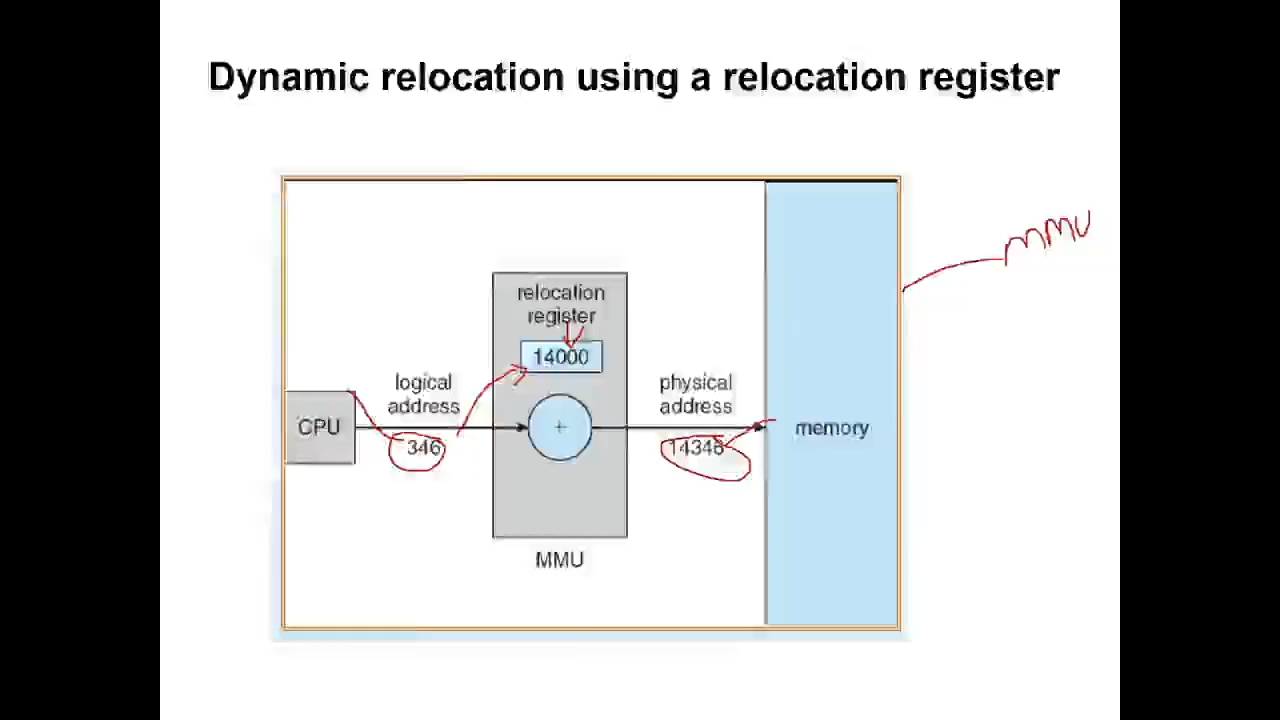 Dynamic relocation using a relocation register
MMU
relocation
register
14000
logical
address
physical
address
CPU
+
memory
346
14346
MMU